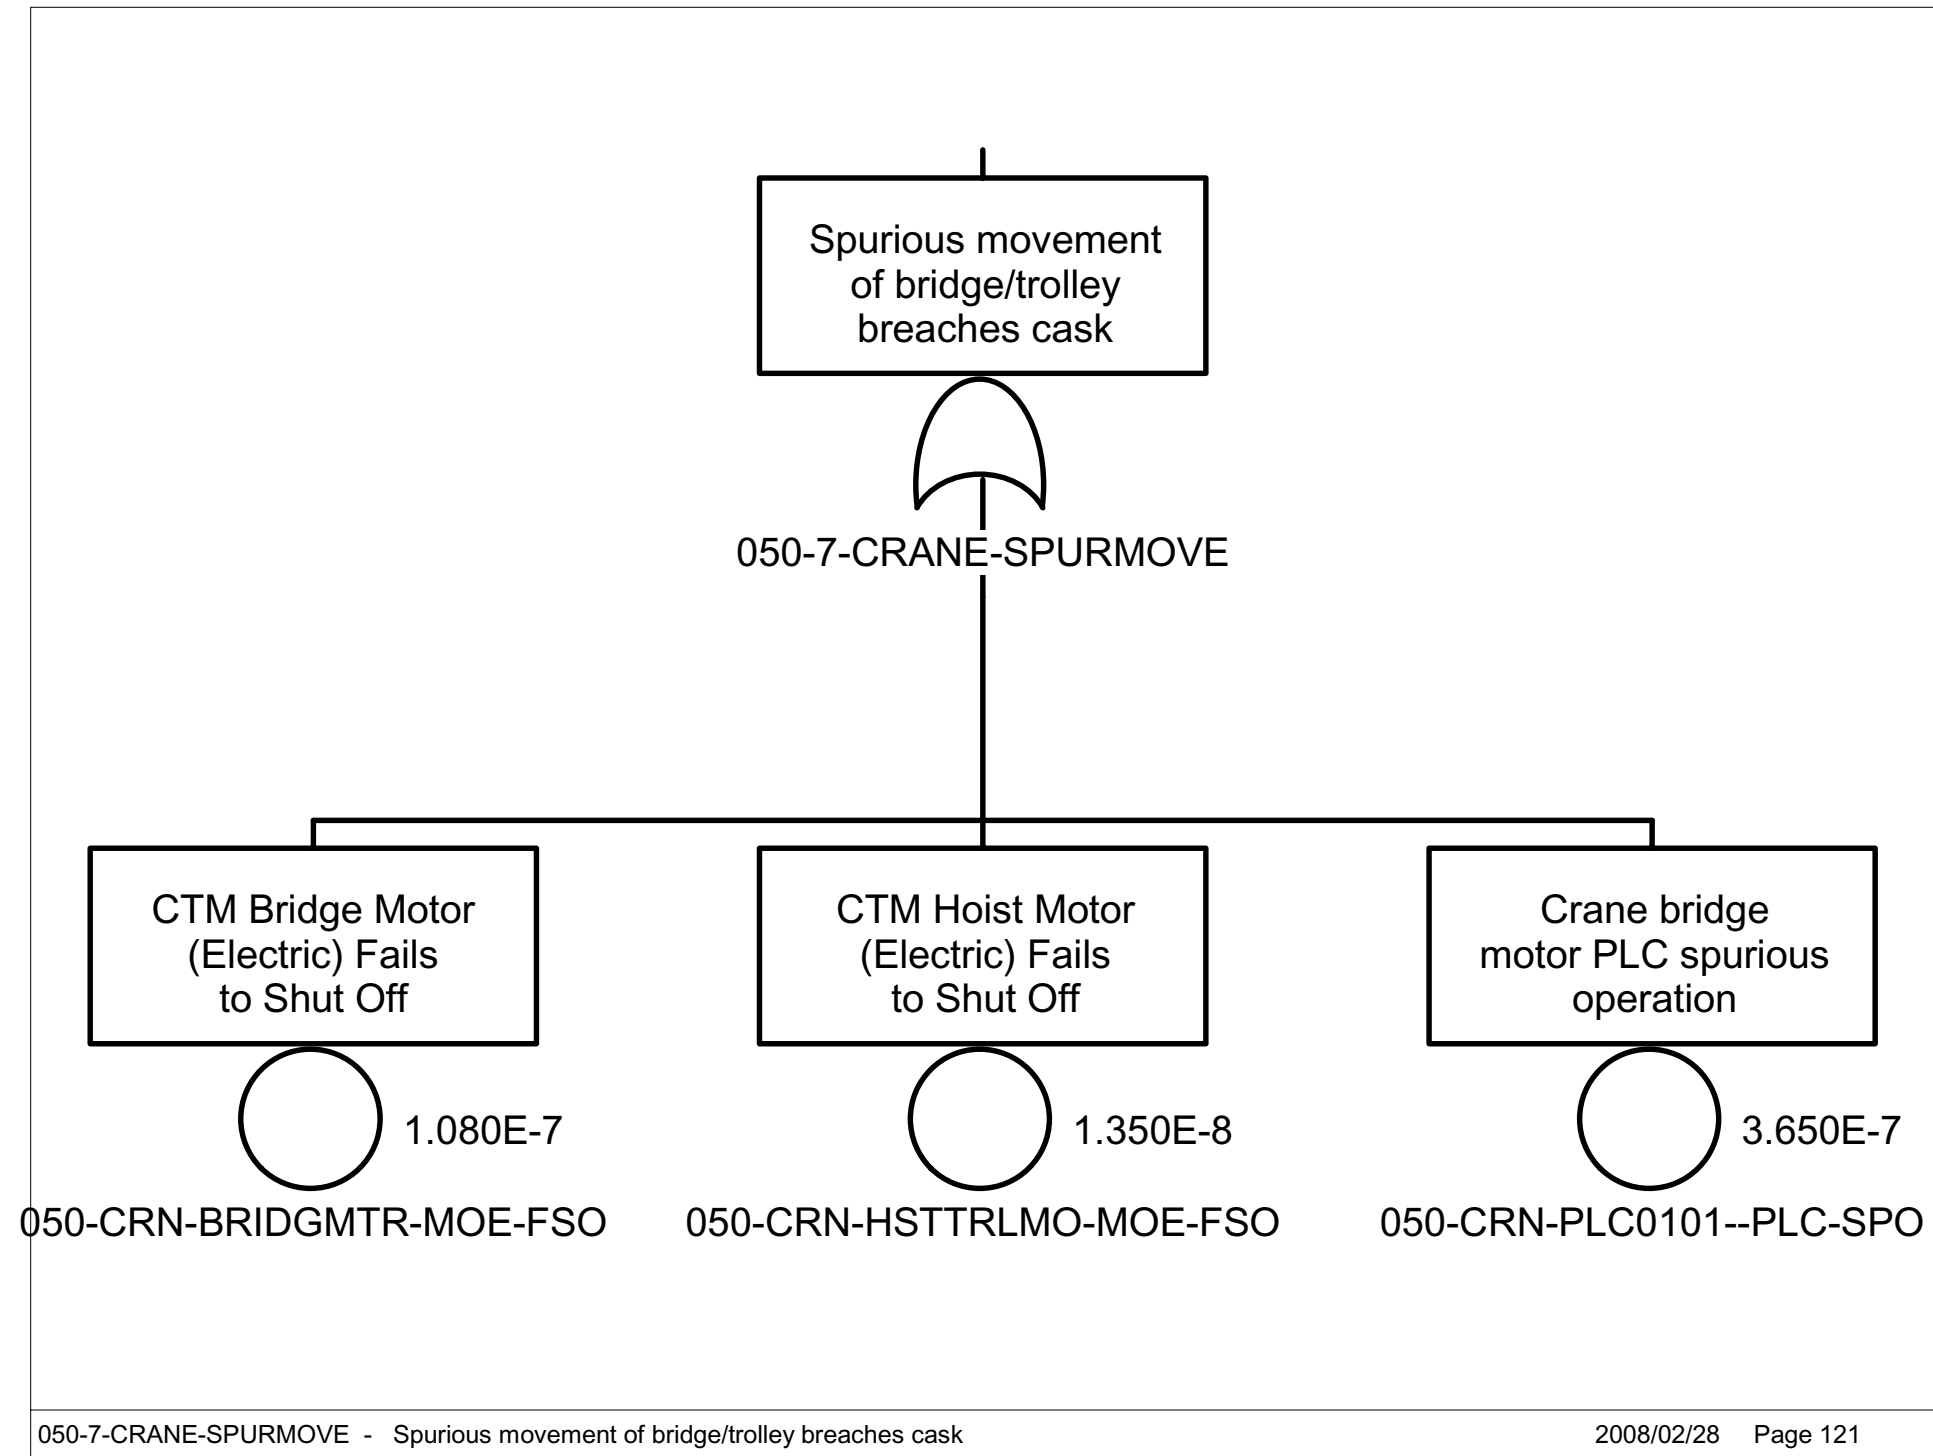 Spurious movement
of bridge/trolley
breaches cask
050-7-CRANE-SPURMOVE
CTM Bridge Motor
(Electric) Fails
to Shut Off
1.080E-7
050-CRN-BRIDGMTR-MOE-FSO
CTM Hoist Motor
(Electric) Fails
to Shut Off
1.350E-8
050-CRN-HSTTRLMO-MOE-FSO
Crane bridge
motor PLC spurious
operation
3.650E-7
050-CRN-PLC0101--PLC-SPO
050-7-CRANE-SPURMOVE - Spurious movement of bridge/trolley breaches cask
2008/02/28 Page 121